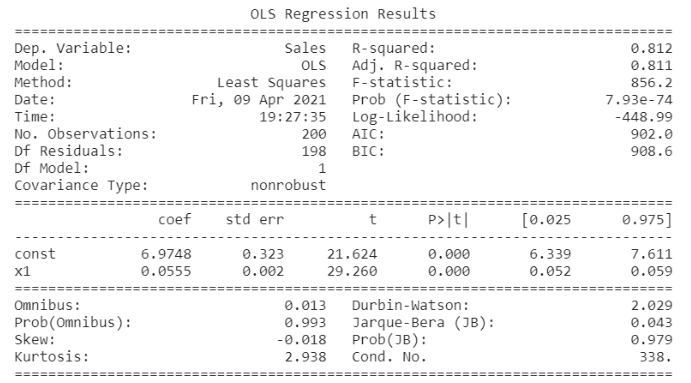 OLS Regression Results
==============================================================================
Dep. Variable:                  Sales   R-squared:                       0.812
Model:                            OLS   Adj. R-squared:                  0.811
Method:                 Least Squares   F-statistic:                     856.2
Date:                Fri, 09 Apr 2021   Prob (F-statistic):           7.93e-74
Time:                        19:27:35   Log-Likelihood:                -448.99
No. Observations:                 200   AIC:                             902.0
Df Residuals:                     198   BIC:                             908.6
Df Model:                           1
Covariance Type:            nonrobust
==============================================================================
coef    std err          t      P>|t|      [0.025      0.975]
------------------------------------------------------------------------------
const          6.9748      0.323     21.624      0.000       6.339       7.611
x1             0.0555      0.002     29.260      0.000       0.052       0.059
==============================================================================
Omnibus:                        0.013   Durbin-Watson:                   2.029
Prob(Omnibus):                  0.993   Jarque-Bera (JB):                0.043
Skew:                          -0.018   Prob(JB):                        0.979
Kurtosis:                       2.938   Cond. No.                         338.
==============================================================================